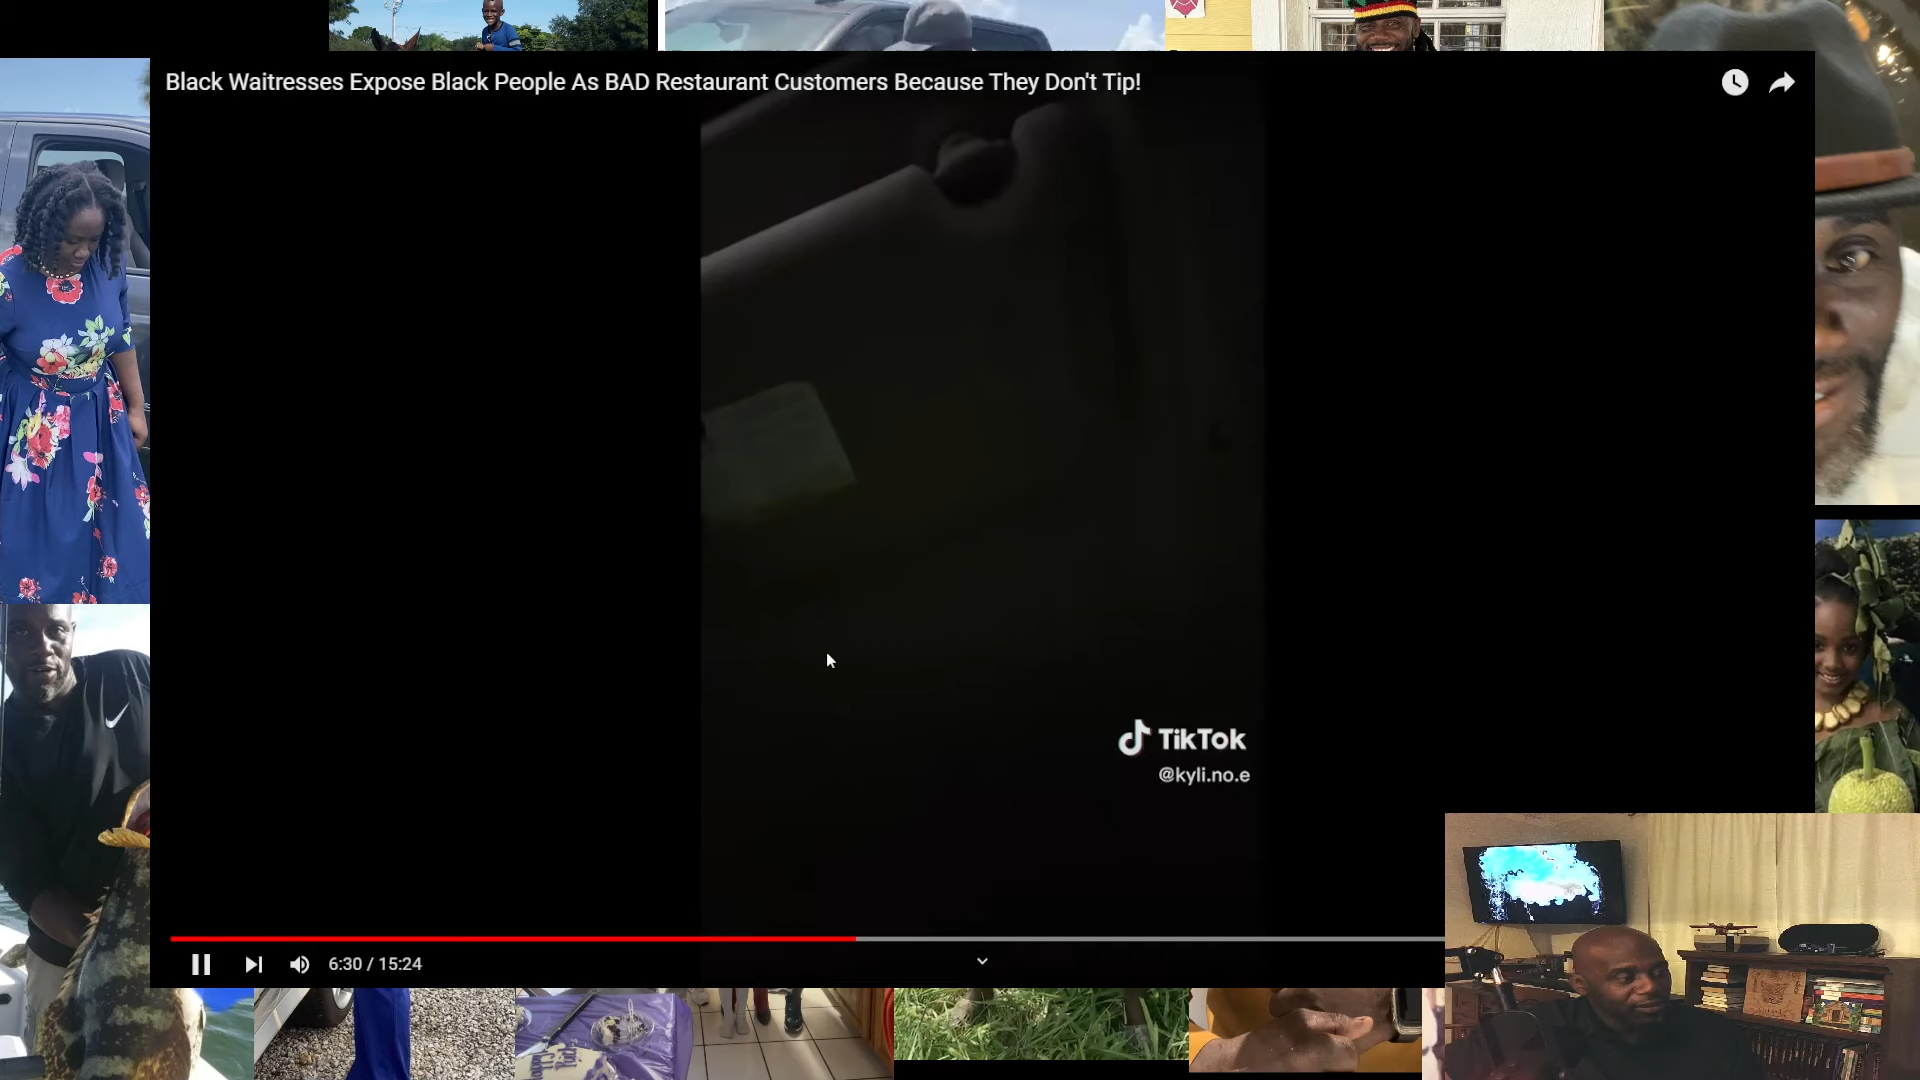 Black Waitresses Expose Black People As BAD Restaurant Customers Because They Don't Tip!
TikTok
@kyli.no.e
6:30 / 15:24